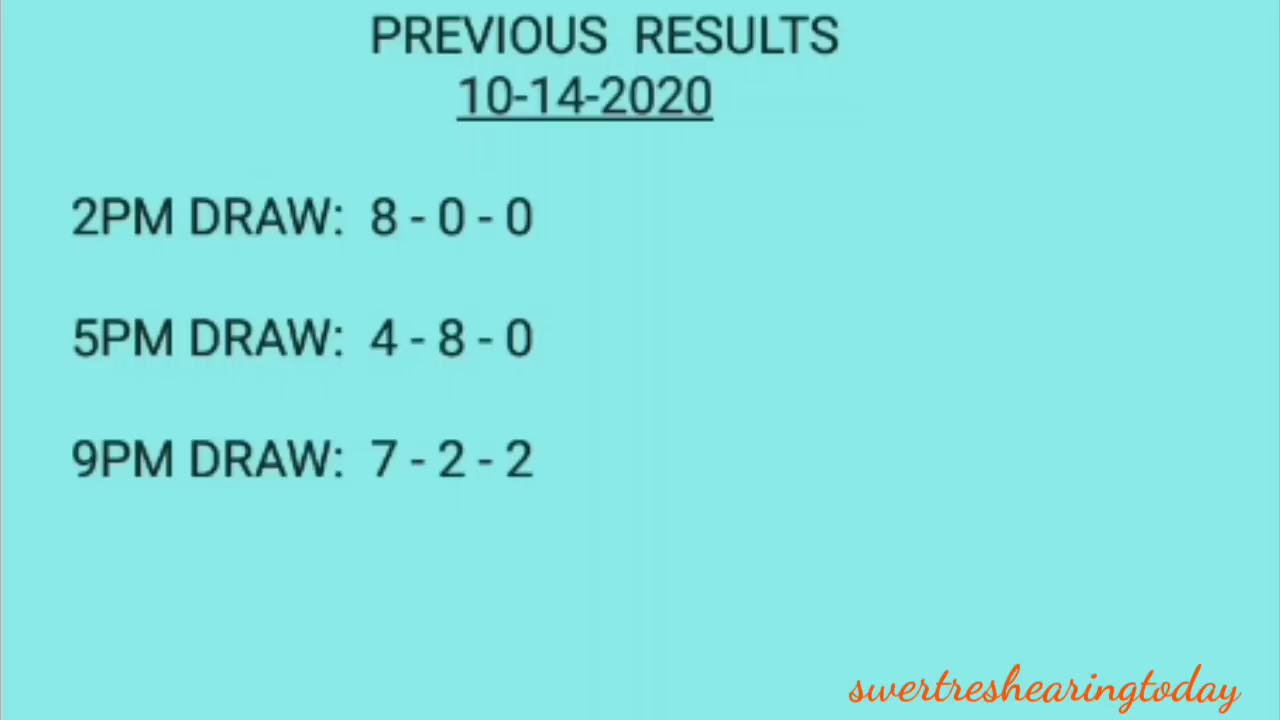 PREVIOUS RESULTS
10-14-2020
2PM DRAW: 8 - 0 - 0
5PM DRAW: 4 - 8 - 0
9PM DRAW: 7 - 2 - 2
swertreshearingtoday